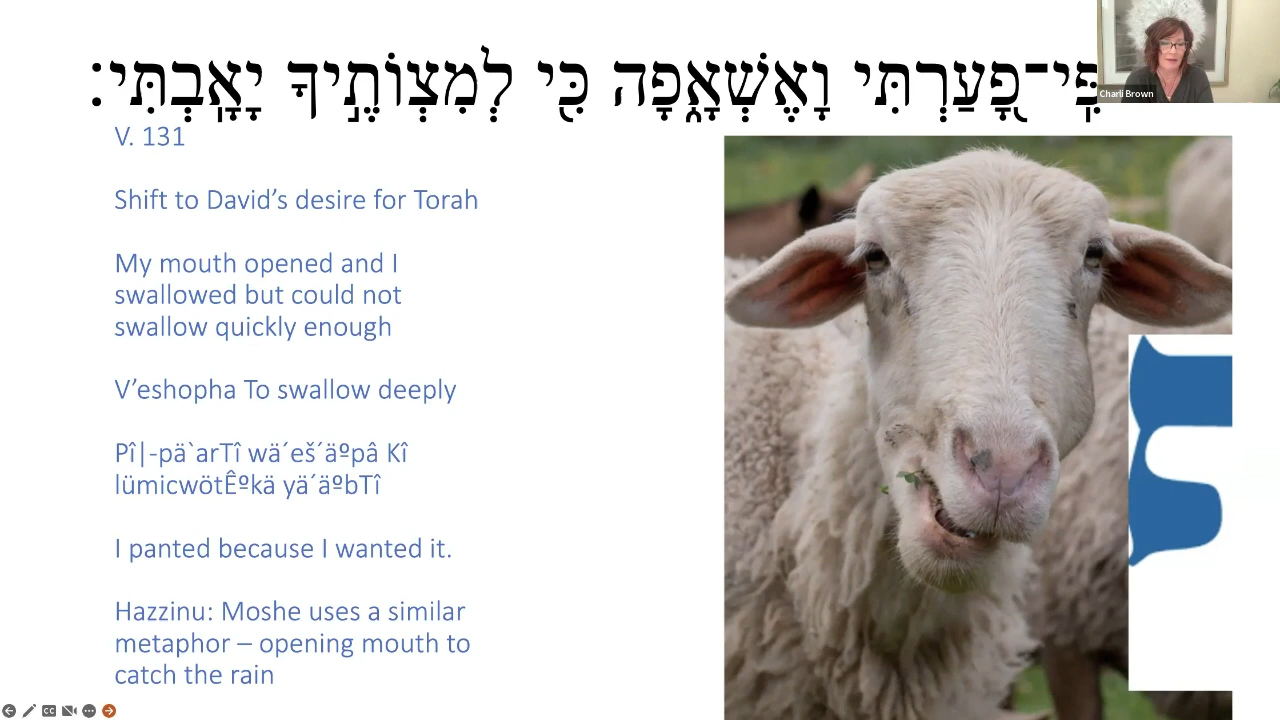 פִּֽי־פָ֭עַרְתִּי וָאֶשְׁאָ֑פָה כִּ֖י לְמִצְוֺתֶ֣יךָ יָאָֽבְתִּי׃
Charli Brown
V. 131
Shift to David’s desire for Torah
My mouth opened and I
swallowed but could not
swallow quickly enough
V’eshopha To swallow deeply
Pî|-pä`arTî wä´eš´äºpâ Kî
lümicwötÊºkä yä´äºbTî
I panted because I wanted it.
Hazzinu: Moshe uses a similar
metaphor – opening mouth to
catch the rain
פ
CC